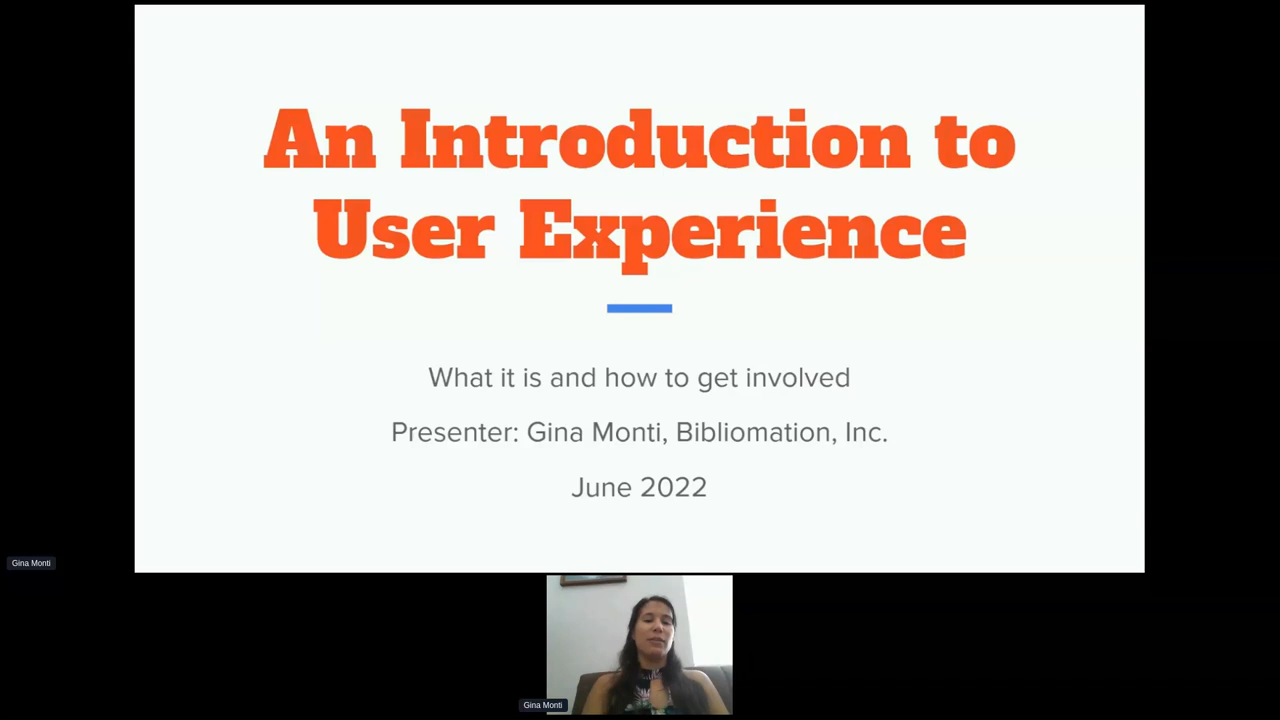 An Introduction to
User Experience
What it is and how to get involved
Presenter: Gina Monti, Bibliomation, Inc.
June 2022
Gina Monti
Gina Monti